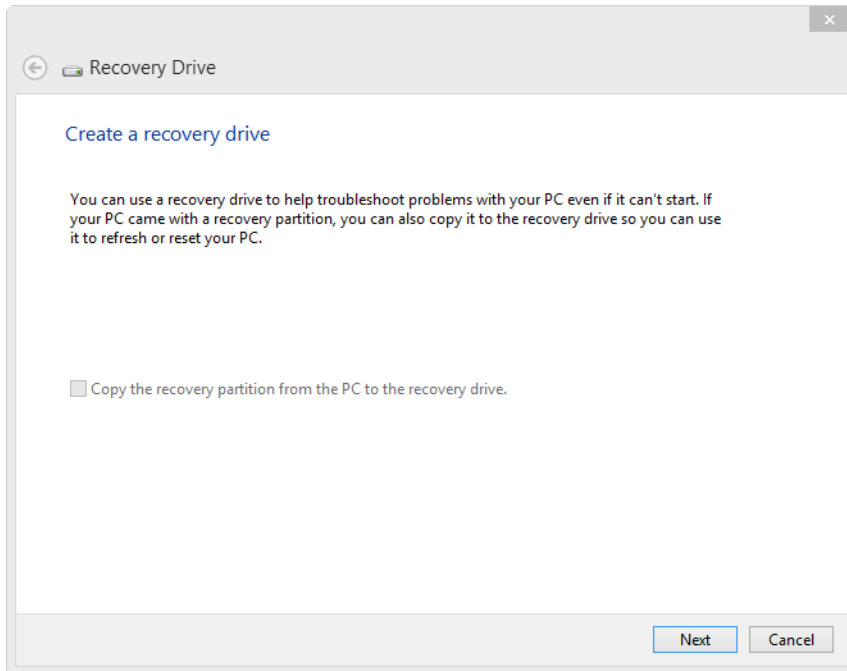 Recovery Drive
Create a recovery drive
You can use a recovery drive to help troubleshoot problems with your PC even if it can't start. If
your PC came with a recovery partition, you can also copy it to the recovery drive so you can use
it to refresh or reset your PC.
Copy the recovery partition from the PC to the recovery drive.
Next Cancel